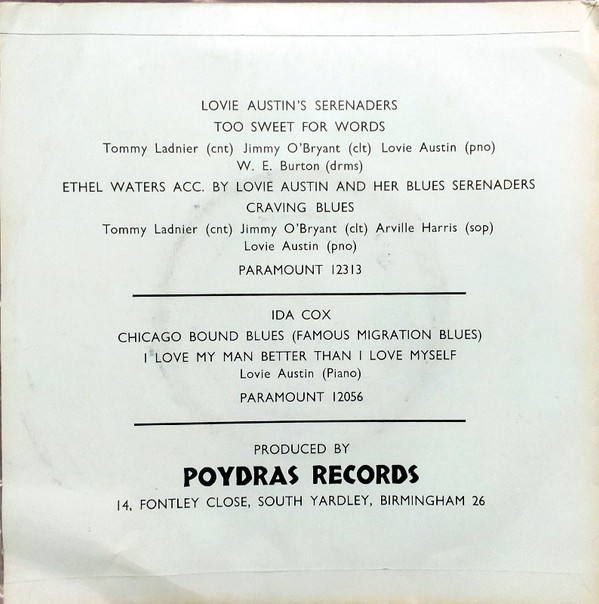 LOVIE AUSTIN'S SERENADERS
TOO SWEET FOR WORDS
Tommy Ladnier (cnt) Jimmy O'Bryant (clt) Lovie Austin (pno)
W. E. Burton (drms)
ETHEL WATERS ACC. BY LOVIE AUSTIN AND HER BLUES SERENADERS
CRAVING BLUES
Tommy Ladnier (cnt) Jimmy O'Bryant (clt) Arville Harris (sop)
Lovie Austin (pno)
PARAMOUNT 12313
IDA COX
CHICAGO BOUND BLUES (FAMOUS MIGRATION BLUES)
I LOVE MY MAN BETTER THAN I LOVE MYSELF
Lovie Austin (Piano)
PARAMOUNT 12056
PRODUCED BY
POYDRAS RECORDS
14, FONTLEY CLOSE, SOUTH YARDLEY, BIRMINGHAM 26